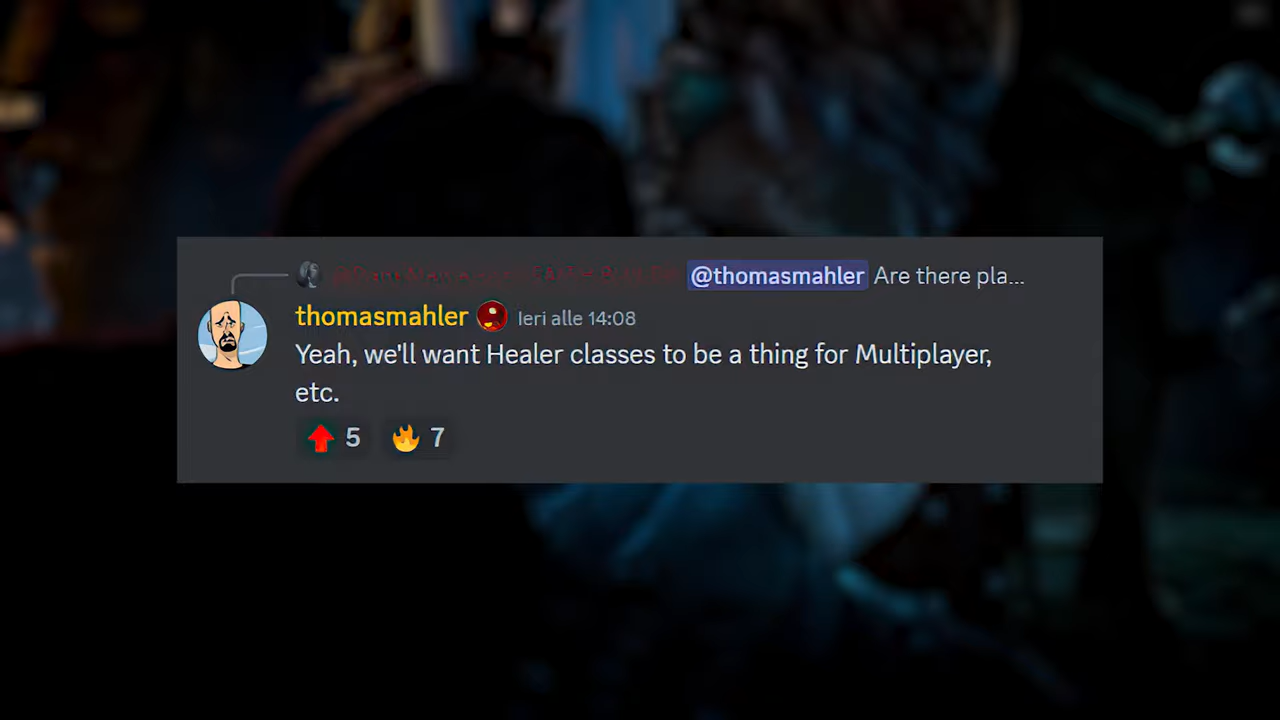 @thomasmahler Are there pla...
thomasmahler Ieri alle 14:08
Yeah, we'll want Healer classes to be a thing for Multiplayer,
etc.
5 7